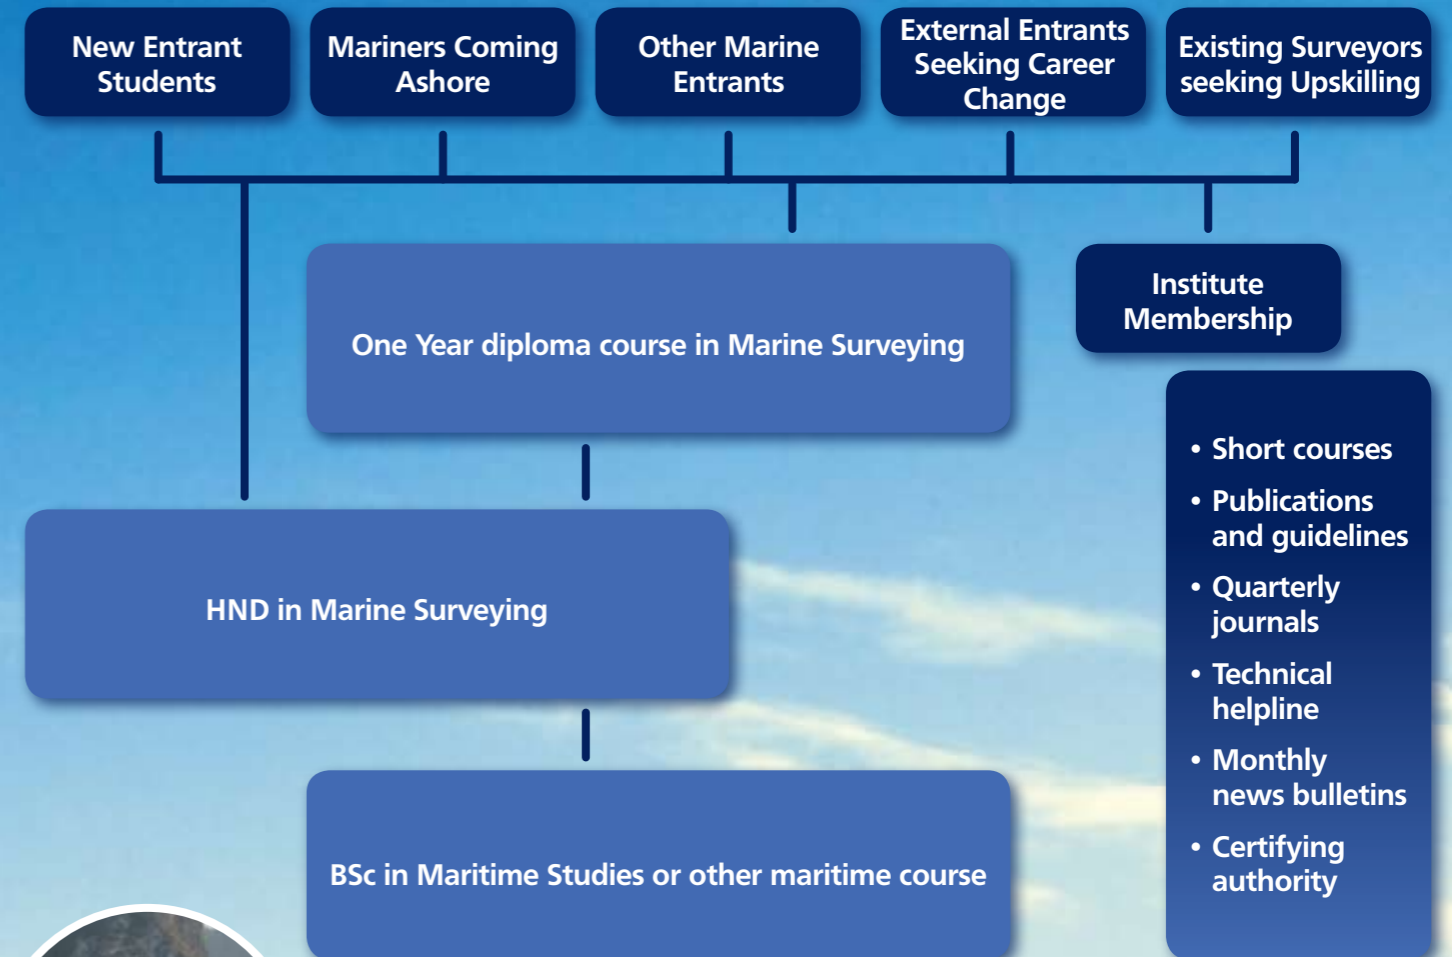 New Entrant
Students
Mariners Coming
Ashore
Other Marine
Entrants
External Entrants
Seeking Career
Change
Existing Surveyors
seeking Upskilling
One Year diploma course in Marine Surveying
Institute
Membership
HND in Marine Surveying
BSc in Maritime Studies or other maritime course
• Short courses
• Publications
and guidelines
• Quarterly
journals
• Technical
helpline
• Monthly
news bulletins
• Certifying
authority